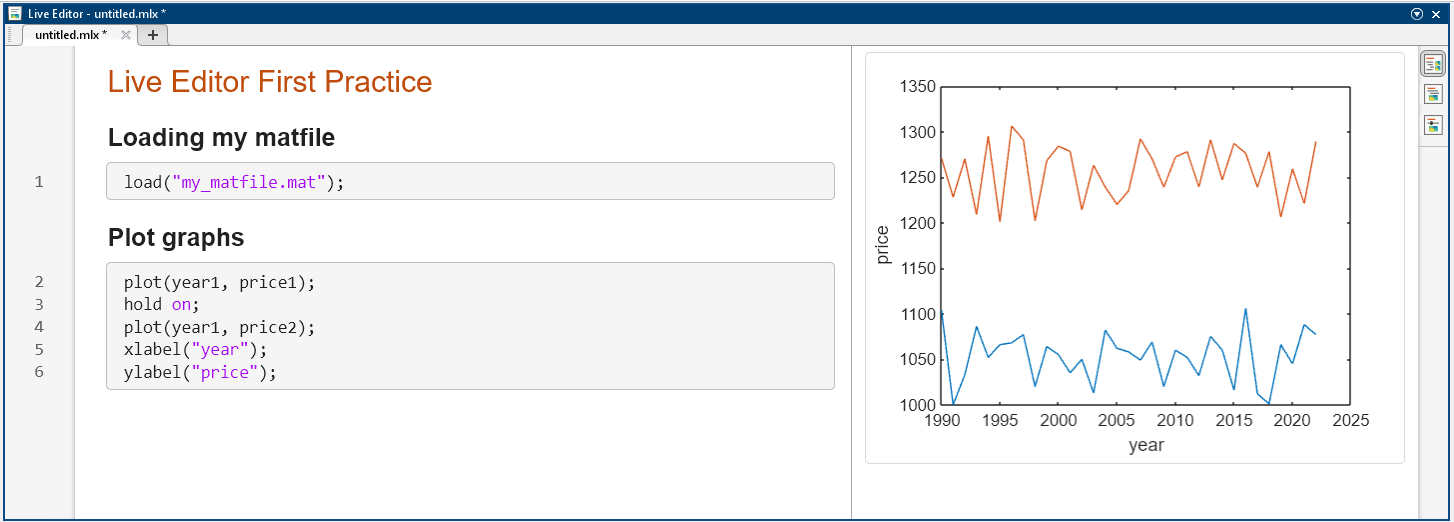 Live Editor - untitled.mlx *
untitled.mlx *
Live Editor First Practice
Loading my matfile
1 load("my_matfile.mat");
Plot graphs
2 plot(year1, price1);
3 hold on;
4 plot(year1, price2);
5 xlabel("year");
6 ylabel("price");
1350
1300
1250
1200
1150
1100
1050
1000
price
1990 1995 2000 2005 2010 2015 2020 2025
year